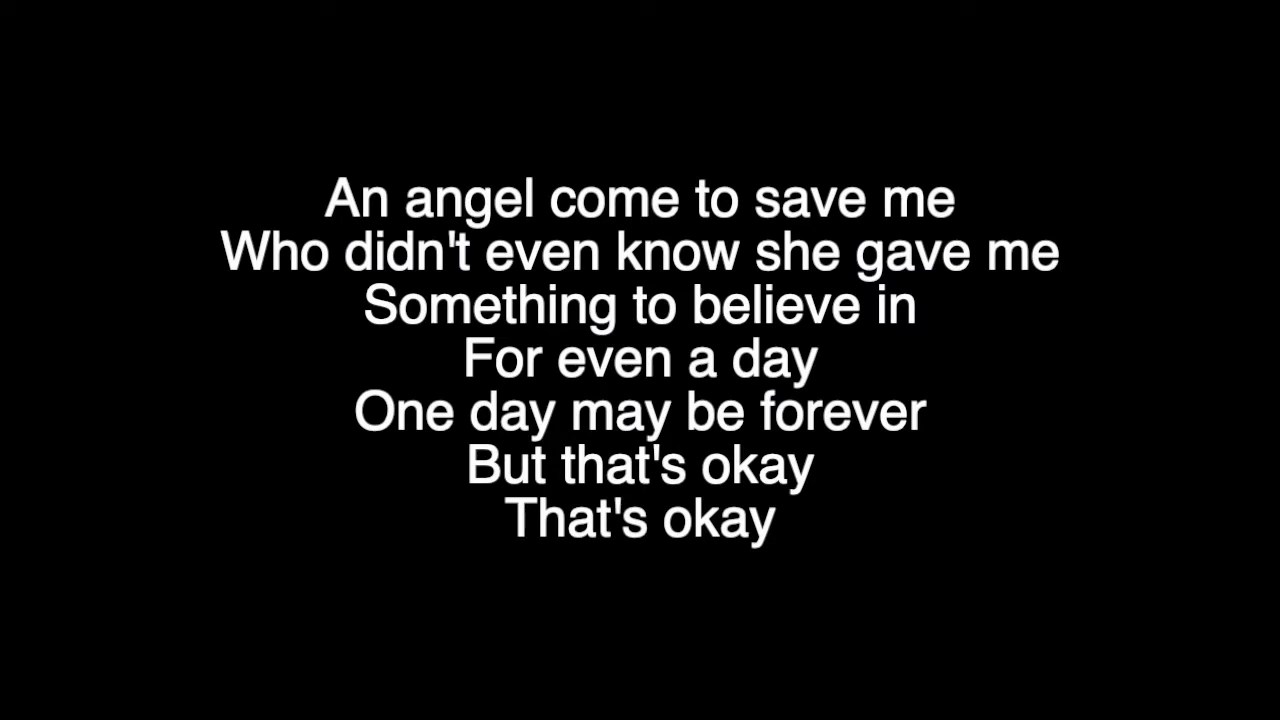 An angel come to save me
Who didn't even know she gave me
Something to believe in
For even a day
One day may be forever
But that's okay
That's okay